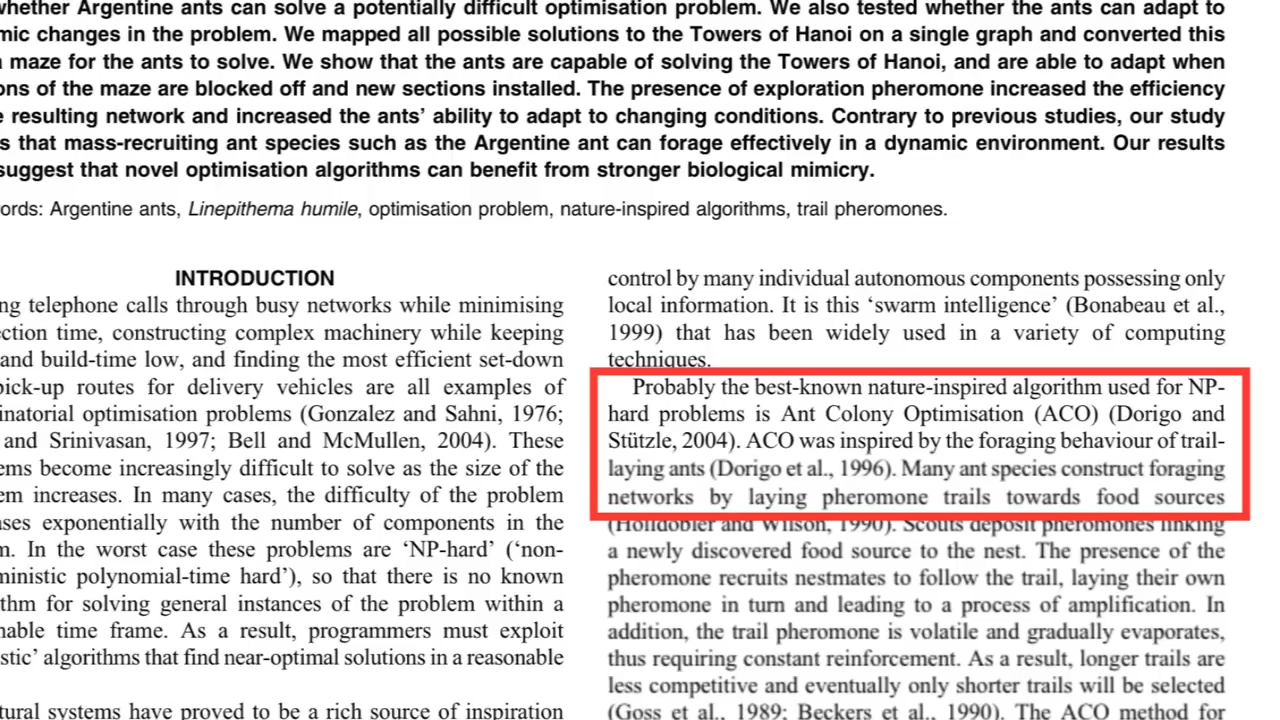 whether Argentine ants can solve a potentially difficult optimisation problem. We also tested whether the ants can adapt to
mic changes in the problem. We mapped all possible solutions to the Towers of Hanoi on a single graph and converted this
a maze for the ants to solve. We show that the ants are capable of solving the Towers of Hanoi, and are able to adapt when
ons of the maze are blocked off and new sections installed. The presence of exploration pheromone increased the efficiency
e resulting network and increased the ants’ ability to adapt to changing conditions. Contrary to previous studies, our study
s that mass-recruiting ant species such as the Argentine ant can forage effectively in a dynamic environment. Our results
suggest that novel optimisation algorithms can benefit from stronger biological mimicry.
ords: Argentine ants, Linepithema humile, optimisation problem, nature-inspired algorithms, trail pheromones.
INTRODUCTION
ng telephone calls through busy networks while minimising
ction time, constructing complex machinery while keeping
and build-time low, and finding the most efficient set-down
pick-up routes for delivery vehicles are all examples of
inatorial optimisation problems (Gonzalez and Sahni, 1976;
and Srinivasan, 1997; Bell and McMullen, 2004). These
ems become increasingly difficult to solve as the size of the
em increases. In many cases, the difficulty of the problem
ases exponentially with the number of components in the
m. In the worst case these problems are ‘NP-hard’ (‘non-
ministic polynomial-time hard’), so that there is no known
thm for solving general instances of the problem within a
nable time frame. As a result, programmers must exploit
stic’ algorithms that find near-optimal solutions in a reasonable
tural systems have proved to be a rich source of inspiration
control by many individual autonomous components possessing only
local information. It is this ‘swarm intelligence’ (Bonabeau et al.,
1999) that has been widely used in a variety of computing
techniques.
Probably the best-known nature-inspired algorithm used for NP-
hard problems is Ant Colony Optimisation (ACO) (Dorigo and
Stützle, 2004). ACO was inspired by the foraging behaviour of trail-
laying ants (Dorigo et al., 1996). Many ant species construct foraging
networks by laying pheromone trails towards food sources
(Hölldobler and Wilson, 1990). Scouts deposit pheromones linking
a newly discovered food source to the nest. The presence of the
pheromone recruits nestmates to follow the trail, laying their own
pheromone in turn and leading to a process of amplification. In
addition, the trail pheromone is volatile and gradually evaporates,
thus requiring constant reinforcement. As a result, longer trails are
less competitive and eventually only shorter trails will be selected
(Goss et al., 1989; Beckers et al., 1990). The ACO method for